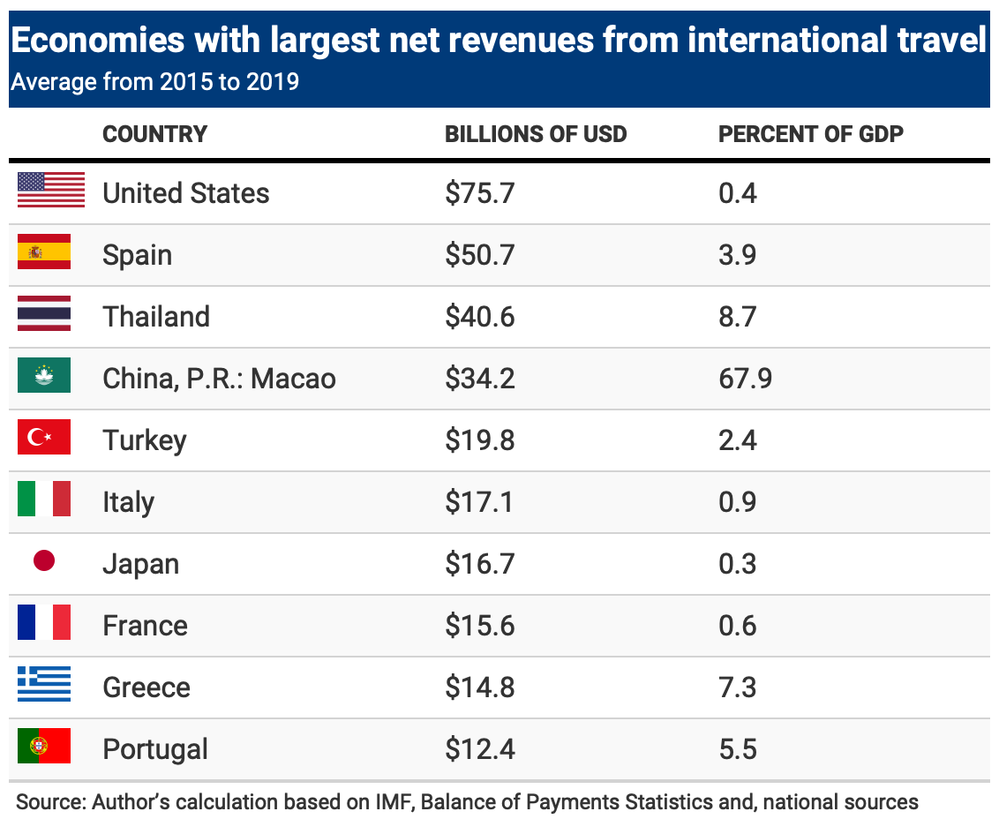 Economies with largest net revenues from international travel
Average from 2015 to 2019
COUNTRY BILLIONS OF USD PERCENT OF GDP
United States $75.7 0.4
Spain $50.7 3.9
Thailand $40.6 8.7
China, P.R.: Macao $34.2 67.9
Turkey $19.8 2.4
Italy $17.1 0.9
Japan $16.7 0.3
France $15.6 0.6
Greece $14.8 7.3
Portugal $12.4 5.5
Source: Author’s calculation based on IMF, Balance of Payments Statistics and, national sources